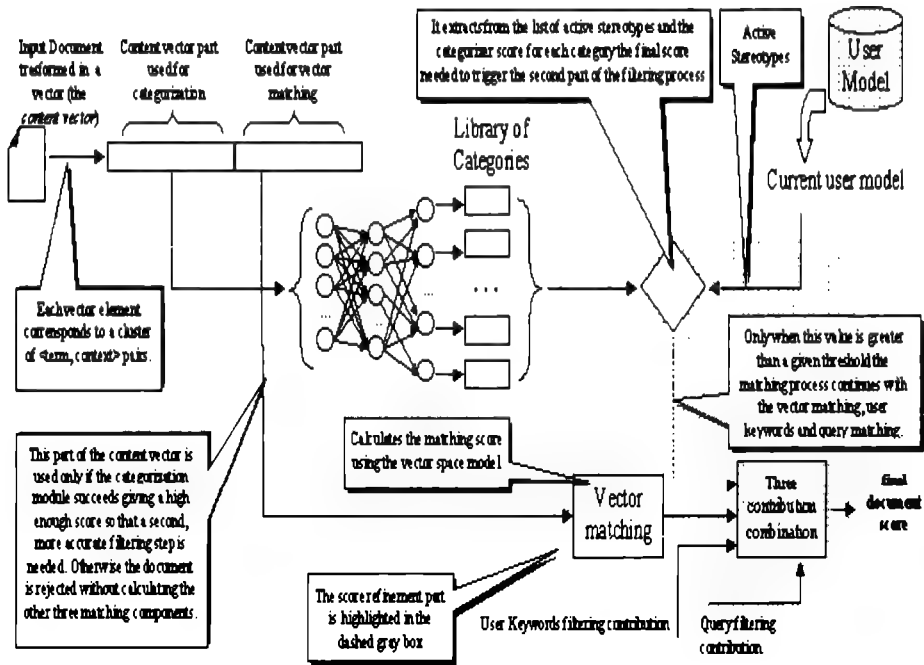 Input Document
trasformed in a
vector (the
content vector)
Content vector part
used for
categorization
Content vector part
used for vector
matching
It extracts from the list of active stereotypes and the
categorizer score for each category the final score
needed to trigger the second part of the filtering process
Active
Stereotypes
User
Model
Library of
Categories
Current user model
Each vector element
corresponds to a cluster
of <term, context> pairs.
...
...
. . .
...
Only when this value is greater
than a given threshold the
matching process continues with
the vector matching, user
keywords and query matching.
This part of the content vector is
used only if the categorization
module succeeds giving a high
enough score so that a second,
more accurate filtering step is
needed. Otherwise the document
is rejected without calculating the
other three matching components.
Calculates the matching score
using the vector space model
Vector
matching
Three
contribution
combination
final
document
score
The score refinement part
is highlighted in the
dashed gray box
User Keywords filtering contribution
Query filtering
contribution